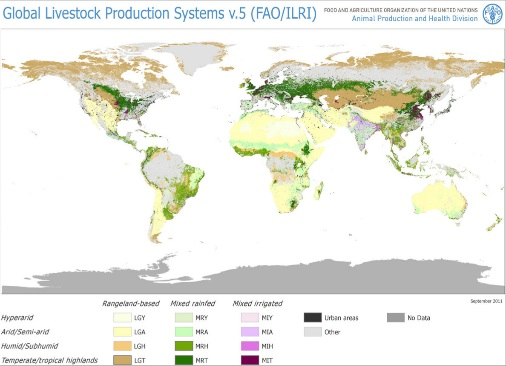 Global Livestock Production Systems v.5 (FAO/ILRI)
FOOD AND AGRICULTURE ORGANIZATION OF THE UNITED NATIONS
Animal Production and Health Division
September 2011
Rangeland-based Mixed rainfed Mixed irrigated
Hyperarid LGY MRY MIY Urban areas No Data
Arid/Semi-arid LGA MRA MIA Other
Humid/Subhumid LGH MRH MIH
Temperate/tropical highlands LGT MRT MIT